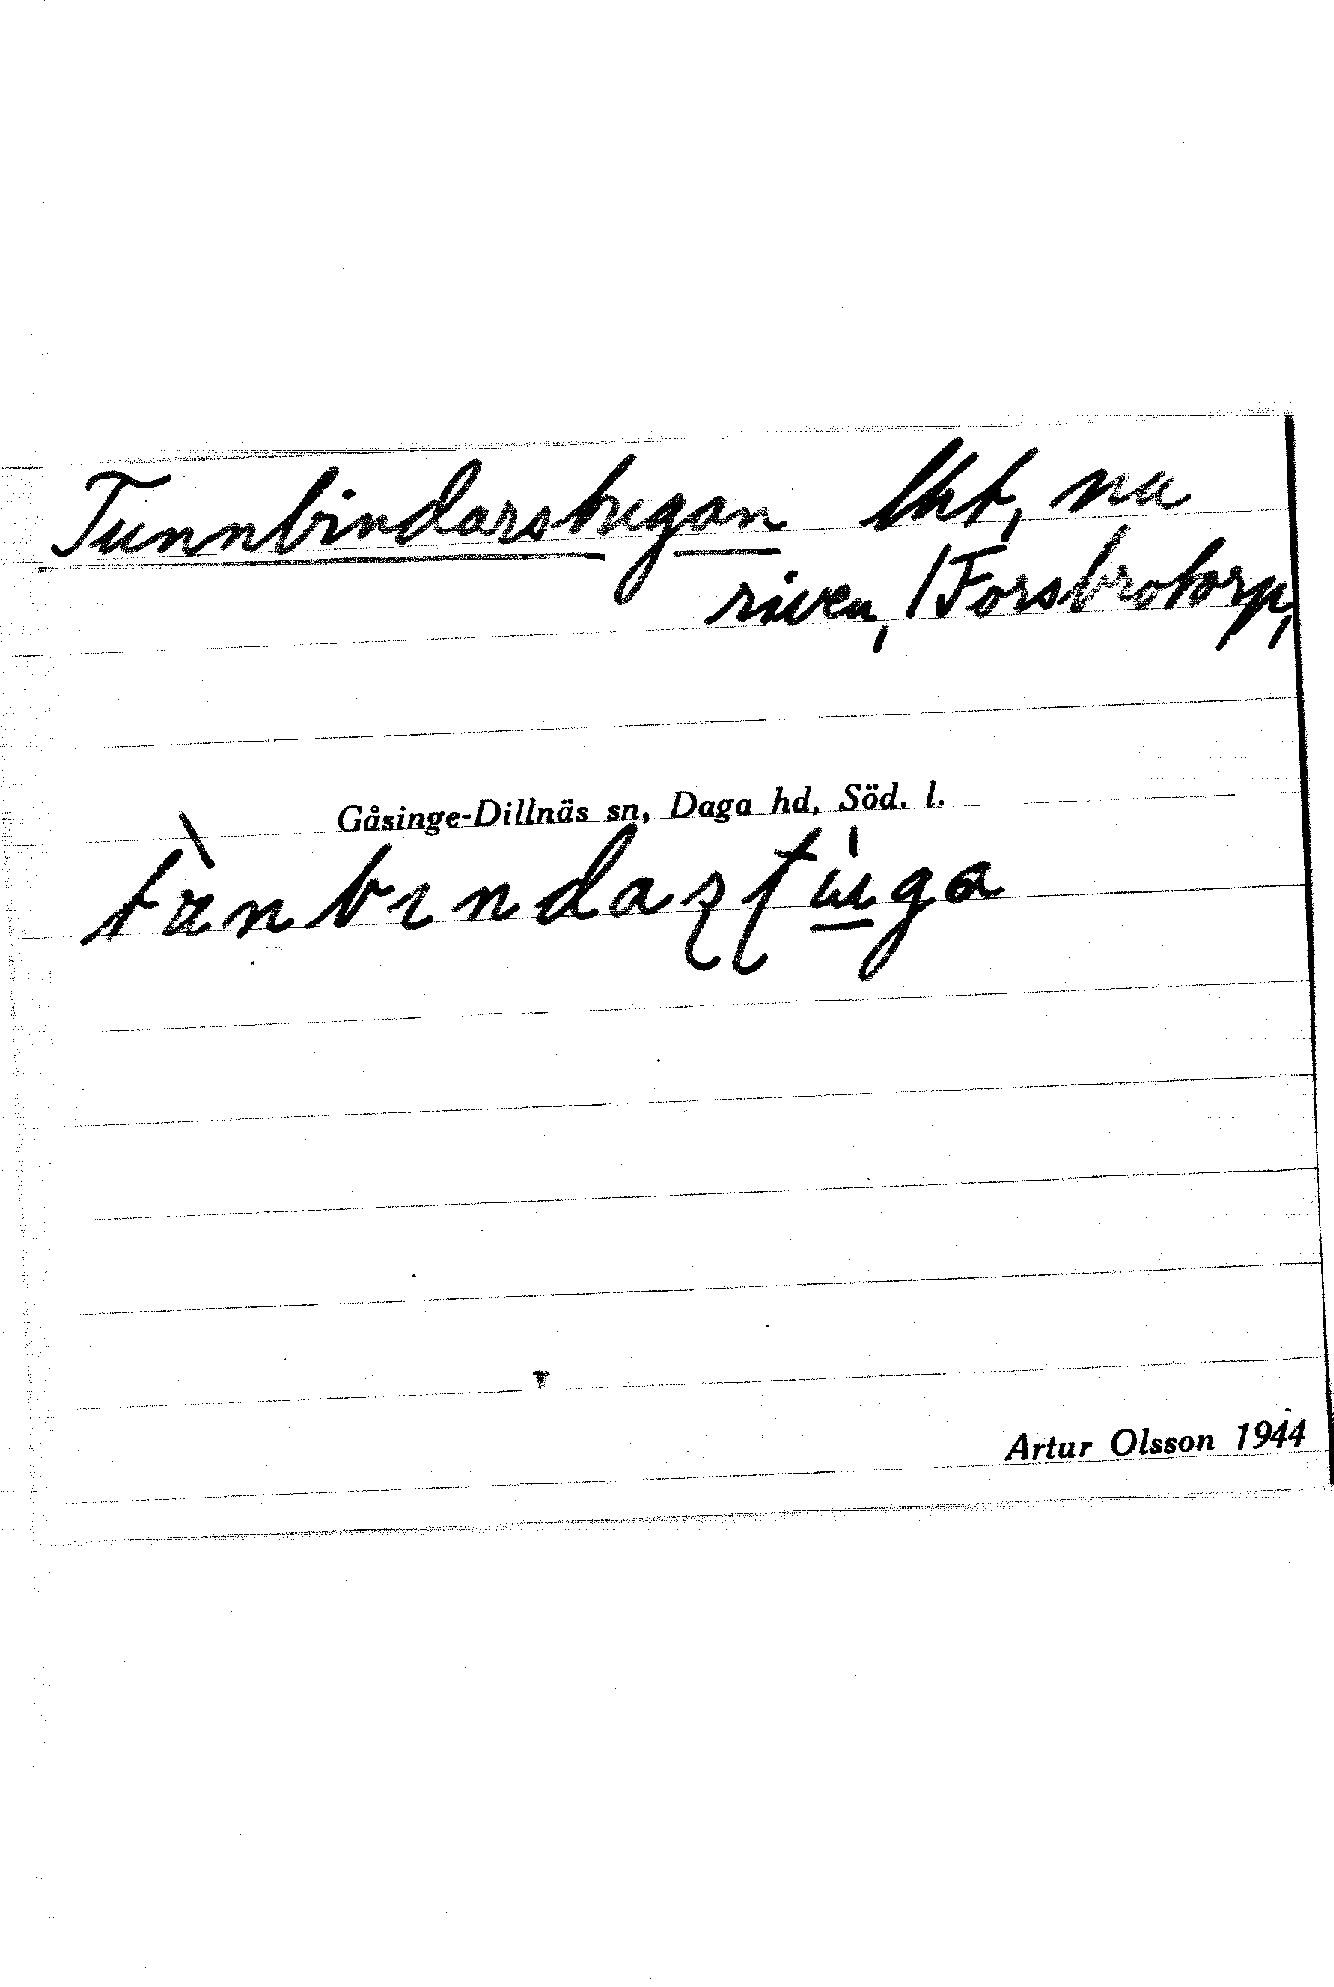 Tunnbindarstugan lht, nu
riven, /Forsbrotorp,
Gåsinge-Dillnäs sn, Daga hd, Söd. l.
Artur Olsson 1944